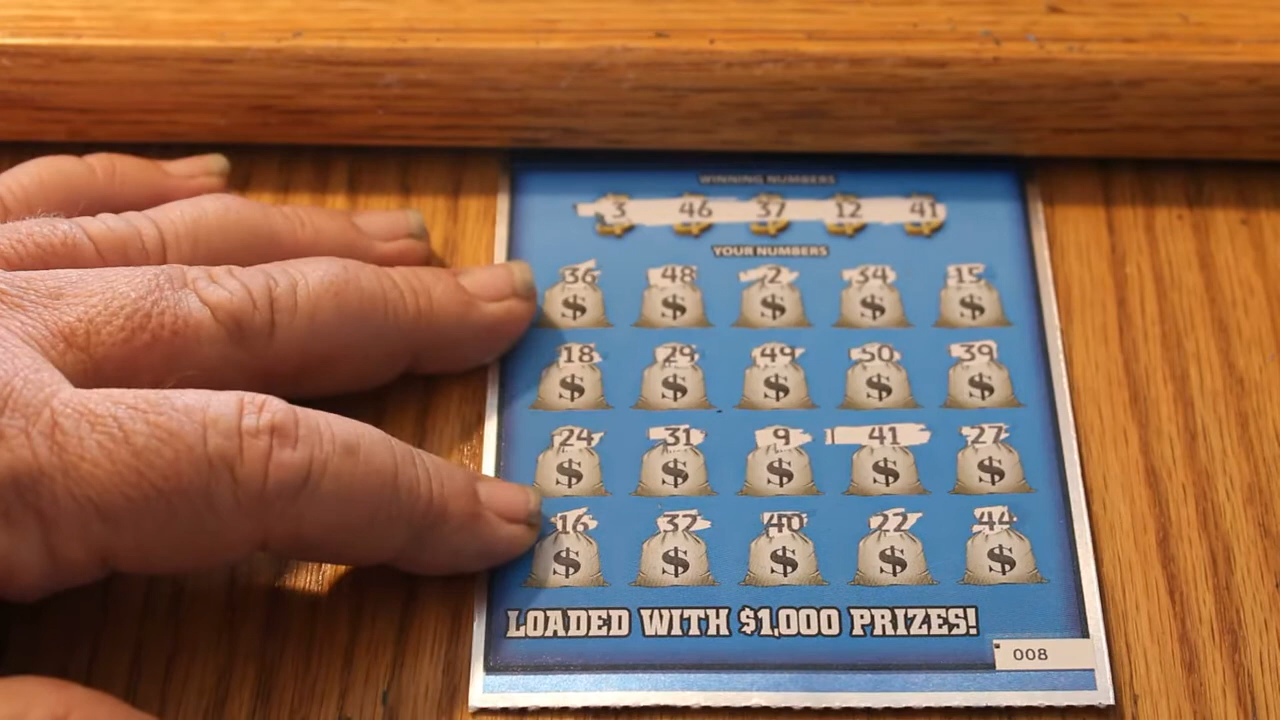 WINNING NUMBERS
3 46 37 12 41
YOUR NUMBERS
36 48 2 34 15
$ $ $ $ $
18 29 49 50 39
$ $ $ $ $
24 31 9 41 27
$ $ $ $ $
16 32 40 22 44
$ $ $ $ $
LOADED WITH $1,000 PRIZES!
008